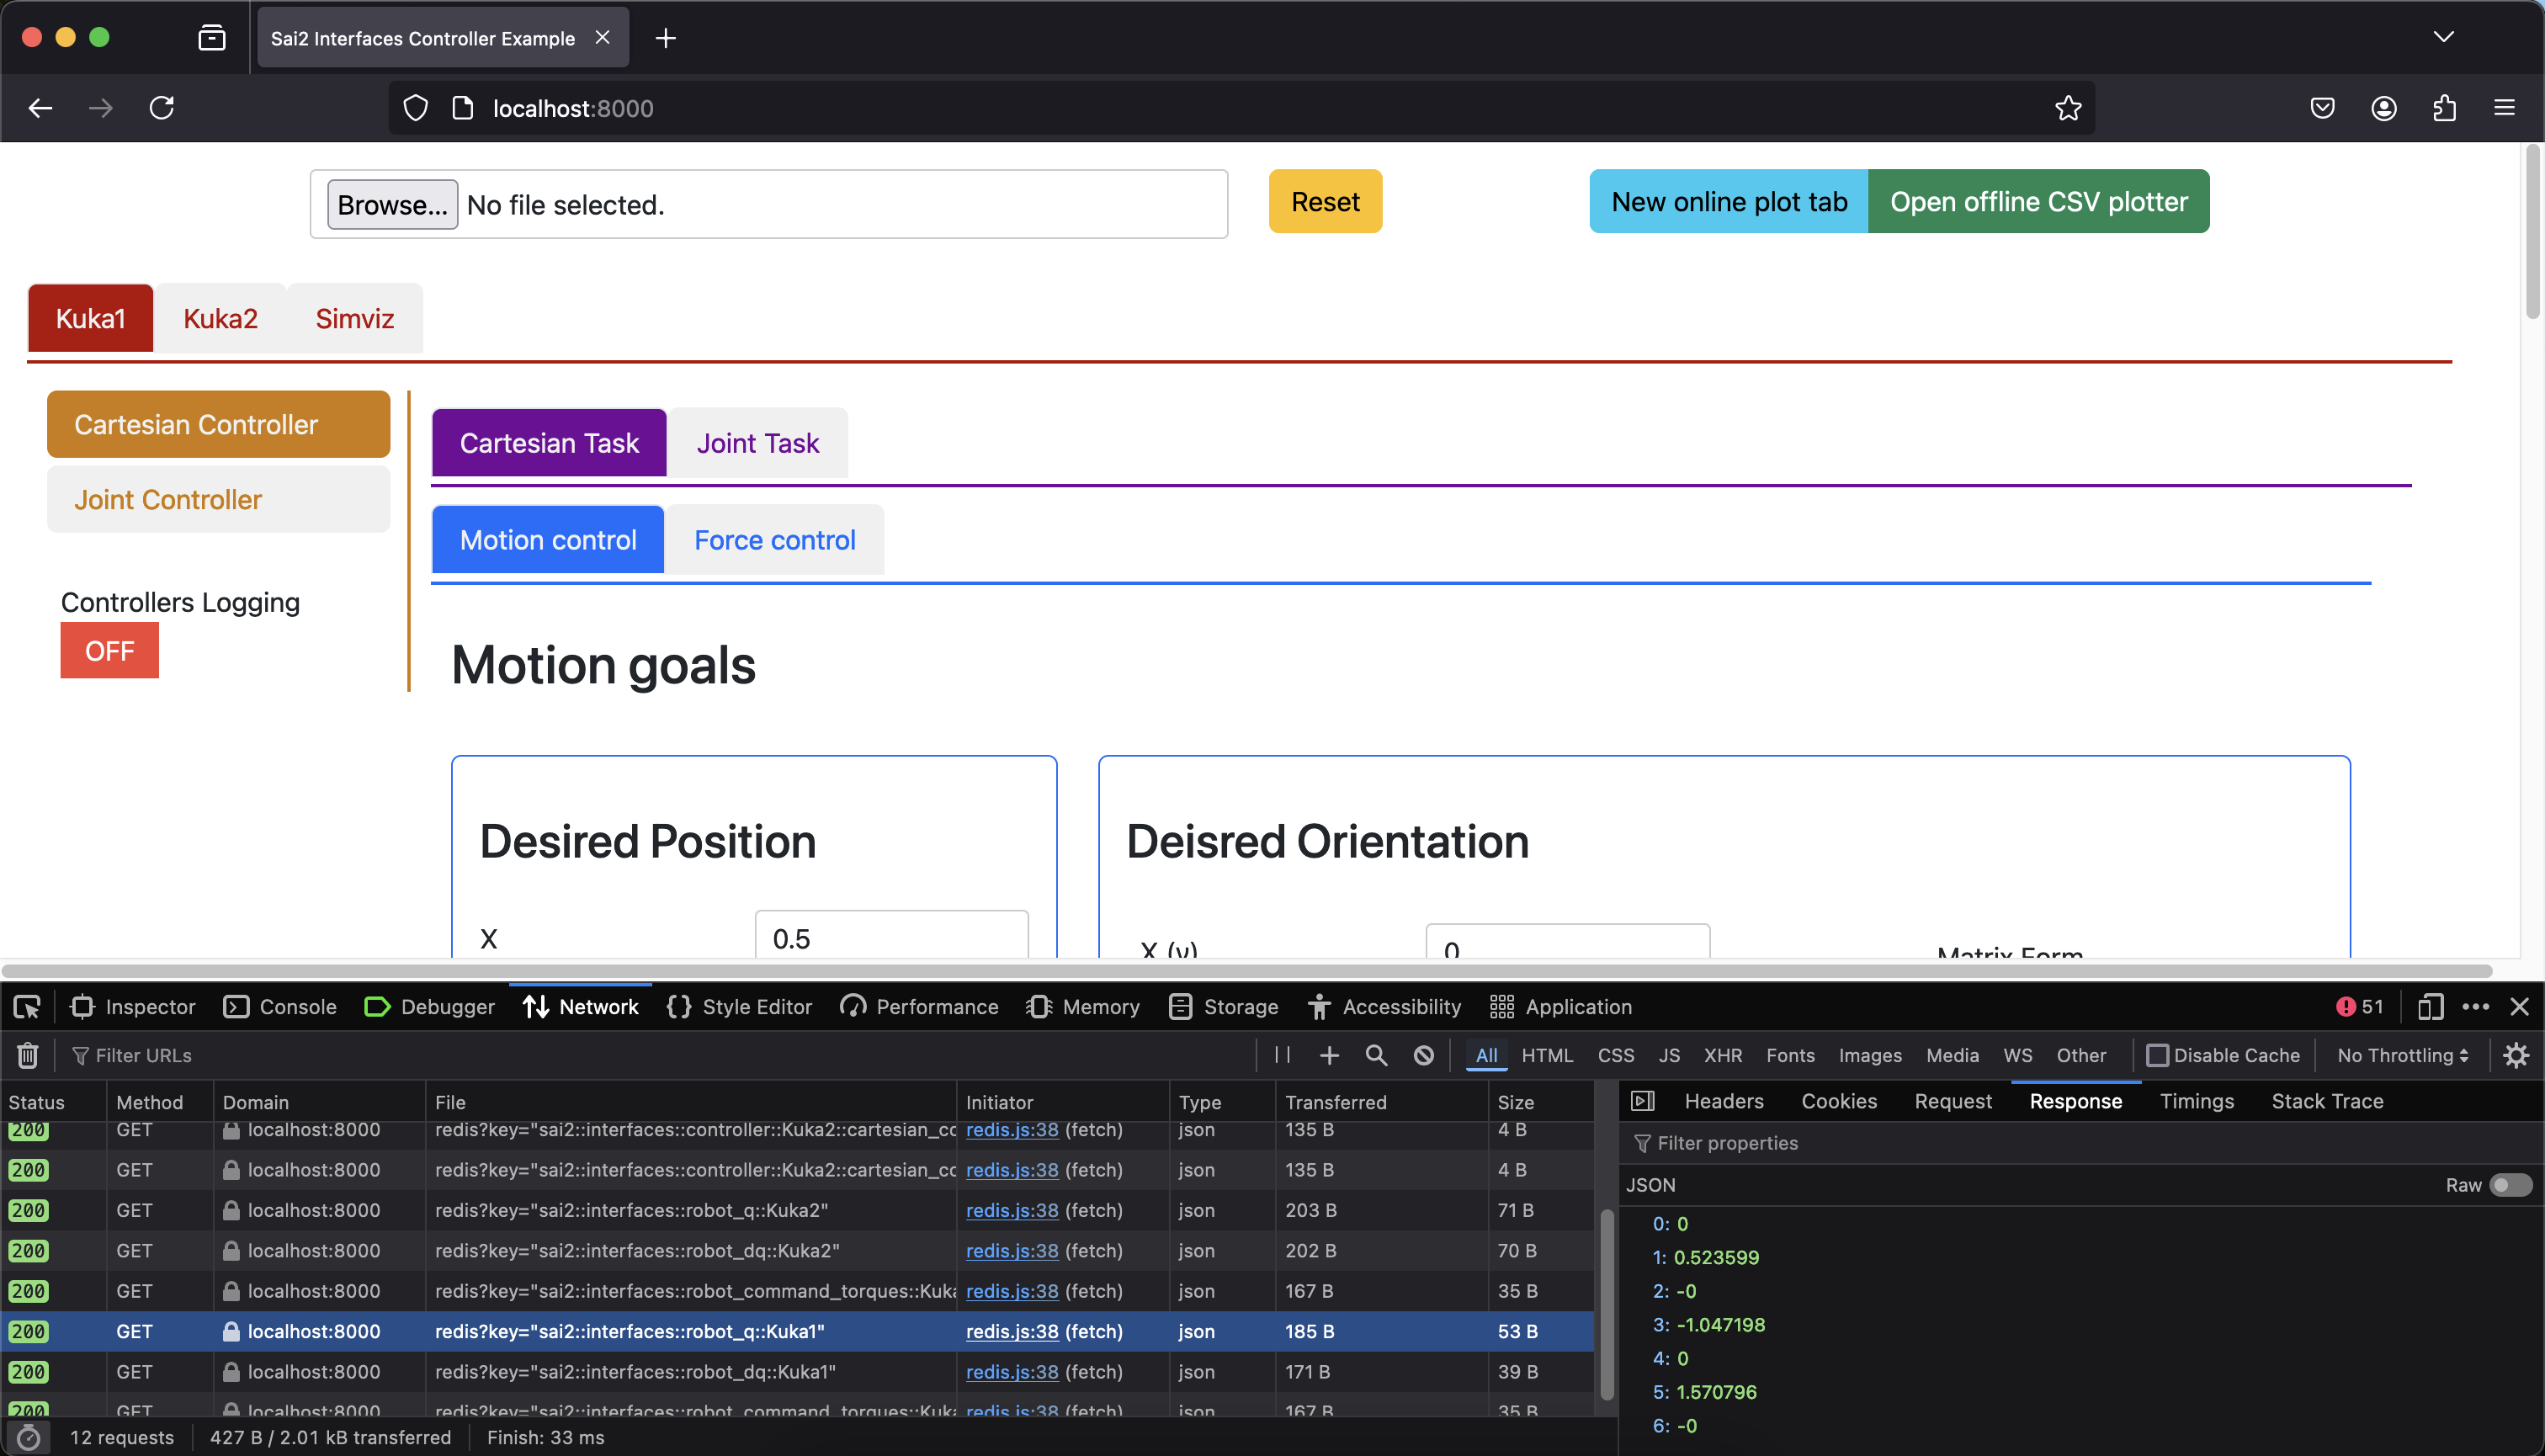 Sai2 Interfaces Controller Example
localhost:8000
Browse... No file selected.
Reset
New online plot tab
Open offline CSV plotter
Kuka1
Kuka2
Simviz
Cartesian Controller
Joint Controller
Controllers Logging
OFF
Cartesian Task
Joint Task
Motion control
Force control
Motion goals
Desired Position
X
0.5
Deisred Orientation
X (γ)
0
Matrix Form
Inspector Console Debugger Network Style Editor Performance Memory Storage Accessibility Application 51
Filter URLs
All HTML CSS JS XHR Fonts Images Media WS Other Disable Cache No Throttling
Status Method Domain File Initiator Type Transferred Size
200 GET localhost:8000 redis?key="sai2::interfaces::controller::Kuka2::cartesian_co redis.js:38 (fetch) json 135 B 4 B
200 GET localhost:8000 redis?key="sai2::interfaces::controller::Kuka2::cartesian_co redis.js:38 (fetch) json 135 B 4 B
200 GET localhost:8000 redis?key="sai2::interfaces::robot_q::Kuka2" redis.js:38 (fetch) json 203 B 71 B
200 GET localhost:8000 redis?key="sai2::interfaces::robot_dq::Kuka2" redis.js:38 (fetch) json 202 B 70 B
200 GET localhost:8000 redis?key="sai2::interfaces::robot_command_torques::Kuka redis.js:38 (fetch) json 167 B 35 B
200 GET localhost:8000 redis?key="sai2::interfaces::robot_q::Kuka1" redis.js:38 (fetch) json 185 B 53 B
200 GET localhost:8000 redis?key="sai2::interfaces::robot_dq::Kuka1" redis.js:38 (fetch) json 171 B 39 B
200 GET localhost:8000 redis?key="sai2::interfaces::robot_command_torques::Kuka redis.js:38 (fetch) json 167 B 35 B
12 requests 427 B / 2.01 kB transferred Finish: 33 ms
Headers Cookies Request Response Timings Stack Trace
Filter properties
JSON Raw
0: 0
1: 0.523599
2: -0
3: -1.047198
4: 0
5: 1.570796
6: -0